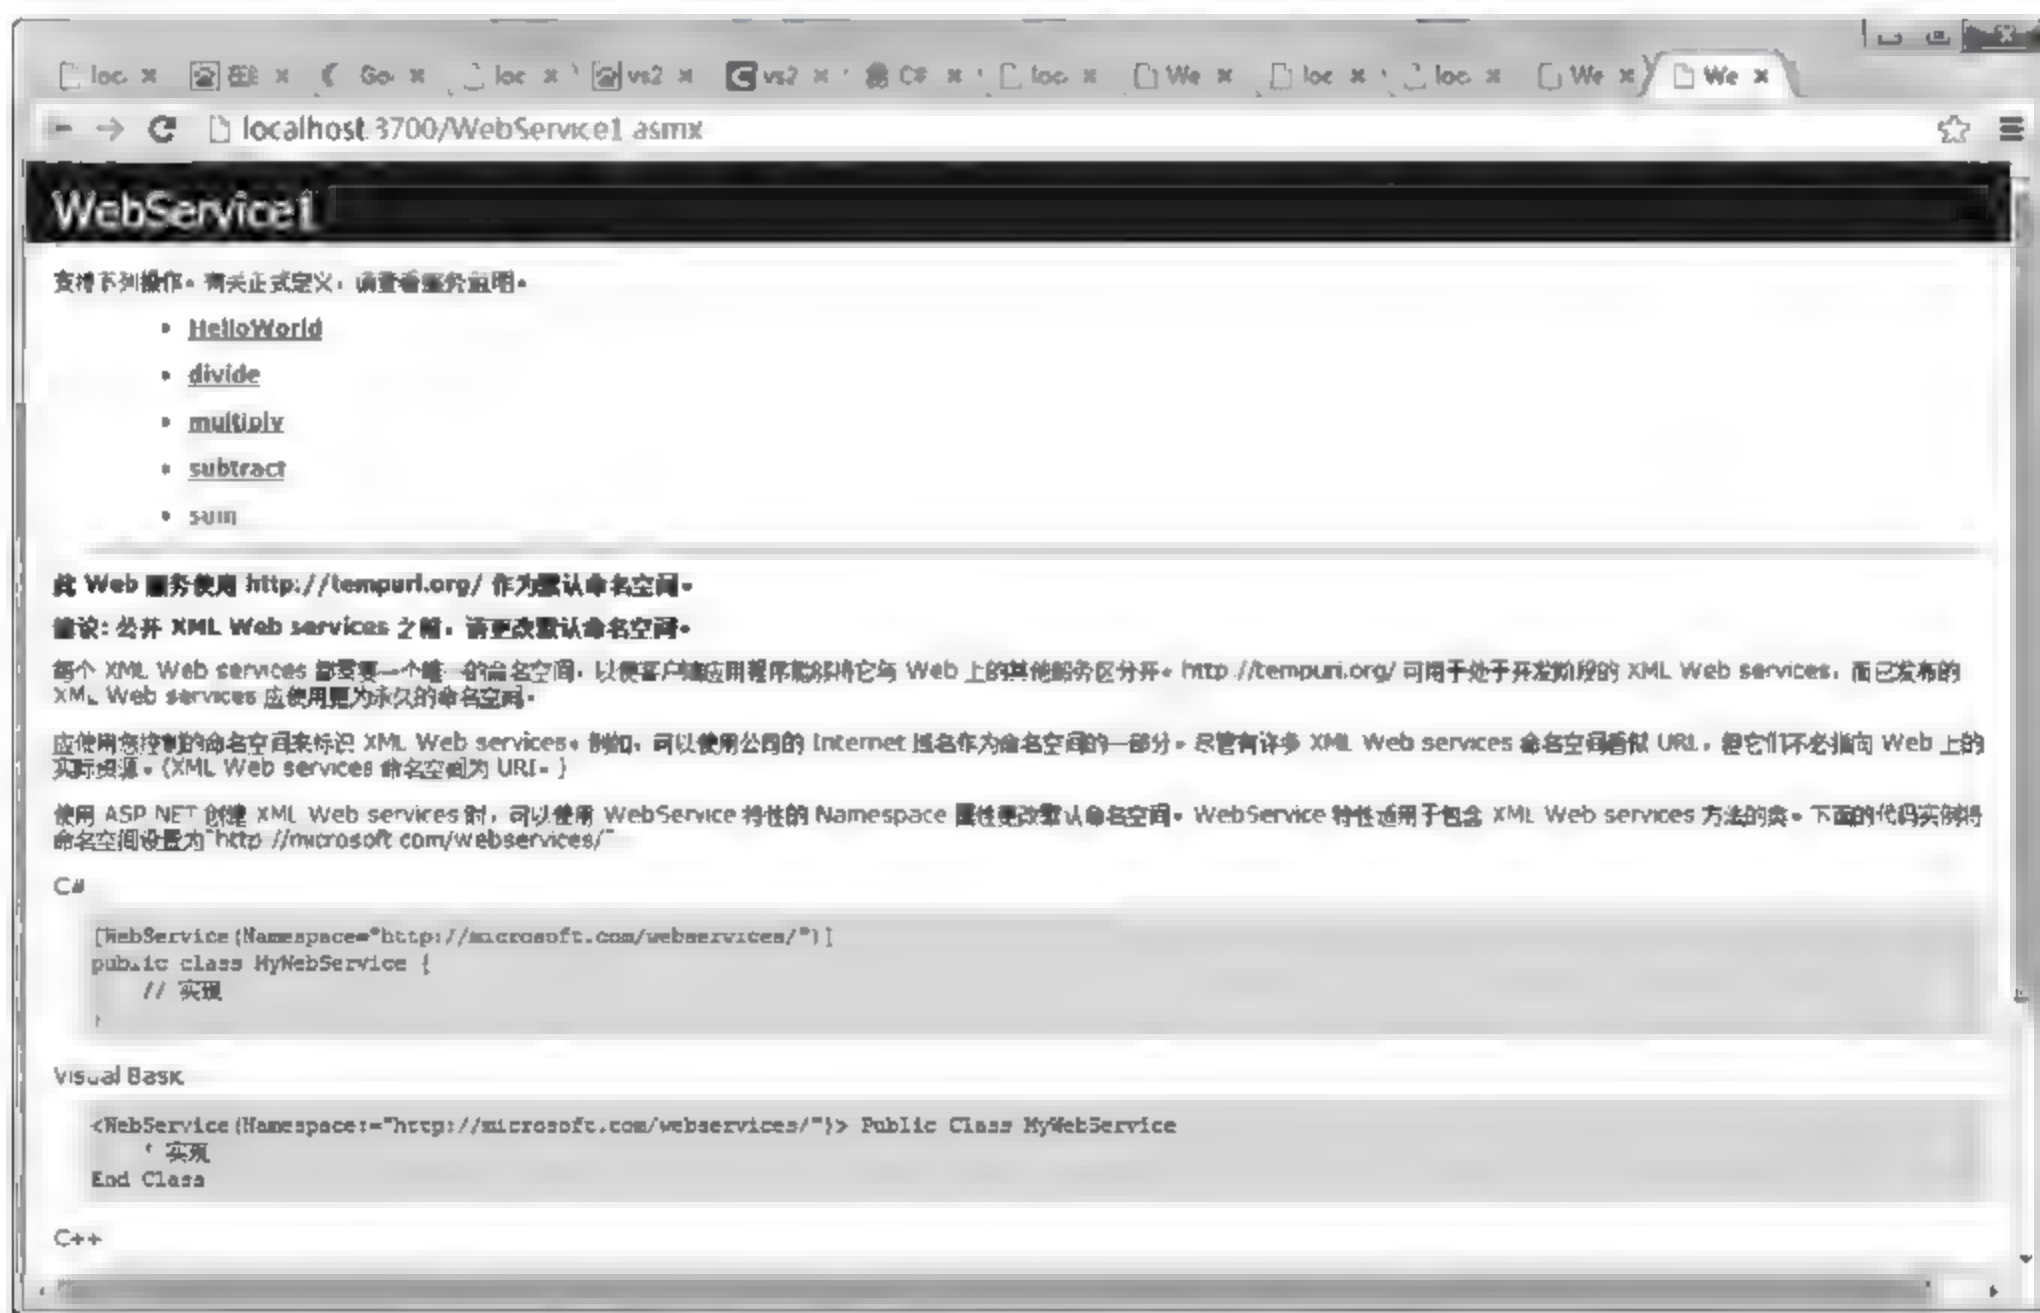 loc
Go
loc
vs2
vs2
C#
loc
We
loc
loc
We
We
localhost:3700/WebService1.asmx
WebService1
支持下列操作。有关正式定义，请查看服务说明。
• HelloWorld
• divide
• multiply
• subtract
• sum
此 Web 服务使用 http://tempuri.org/ 作为默认命名空间。
建议: 公开 XML Web services 之前，请更改默认命名空间。
每个 XML Web services 都需要一个唯一的命名空间，以便客户端应用程序能够将它与 Web 上的其他服务区分开。http://tempuri.org/ 可用于处于开发阶段的 XML Web services，而已发布的
XML Web services 应使用更为永久的命名空间。
应使用您控制的命名空间来标识 XML Web services。例如，可以使用公司的 Internet 域名作为命名空间的一部分。尽管有许多 XML Web services 命名空间看似 URL，但它们不必指向 Web 上的
实际资源。(XML Web services 命名空间为 URI。)
使用 ASP.NET 创建 XML Web services 时，可以使用 WebService 特性的 Namespace 属性更改默认命名空间。WebService 特性适用于包含 XML Web services 方法的类。下面的代码实例将
命名空间设置为"http://microsoft.com/webservices/"
C#
[WebService(Namespace="http://microsoft.com/webservices/")]
public class MyWebService {
// 实现
}
Visual Basic
<WebService(Namespace:="http://microsoft.com/webservices/")> Public Class MyWebService
' 实现
End Class
C++